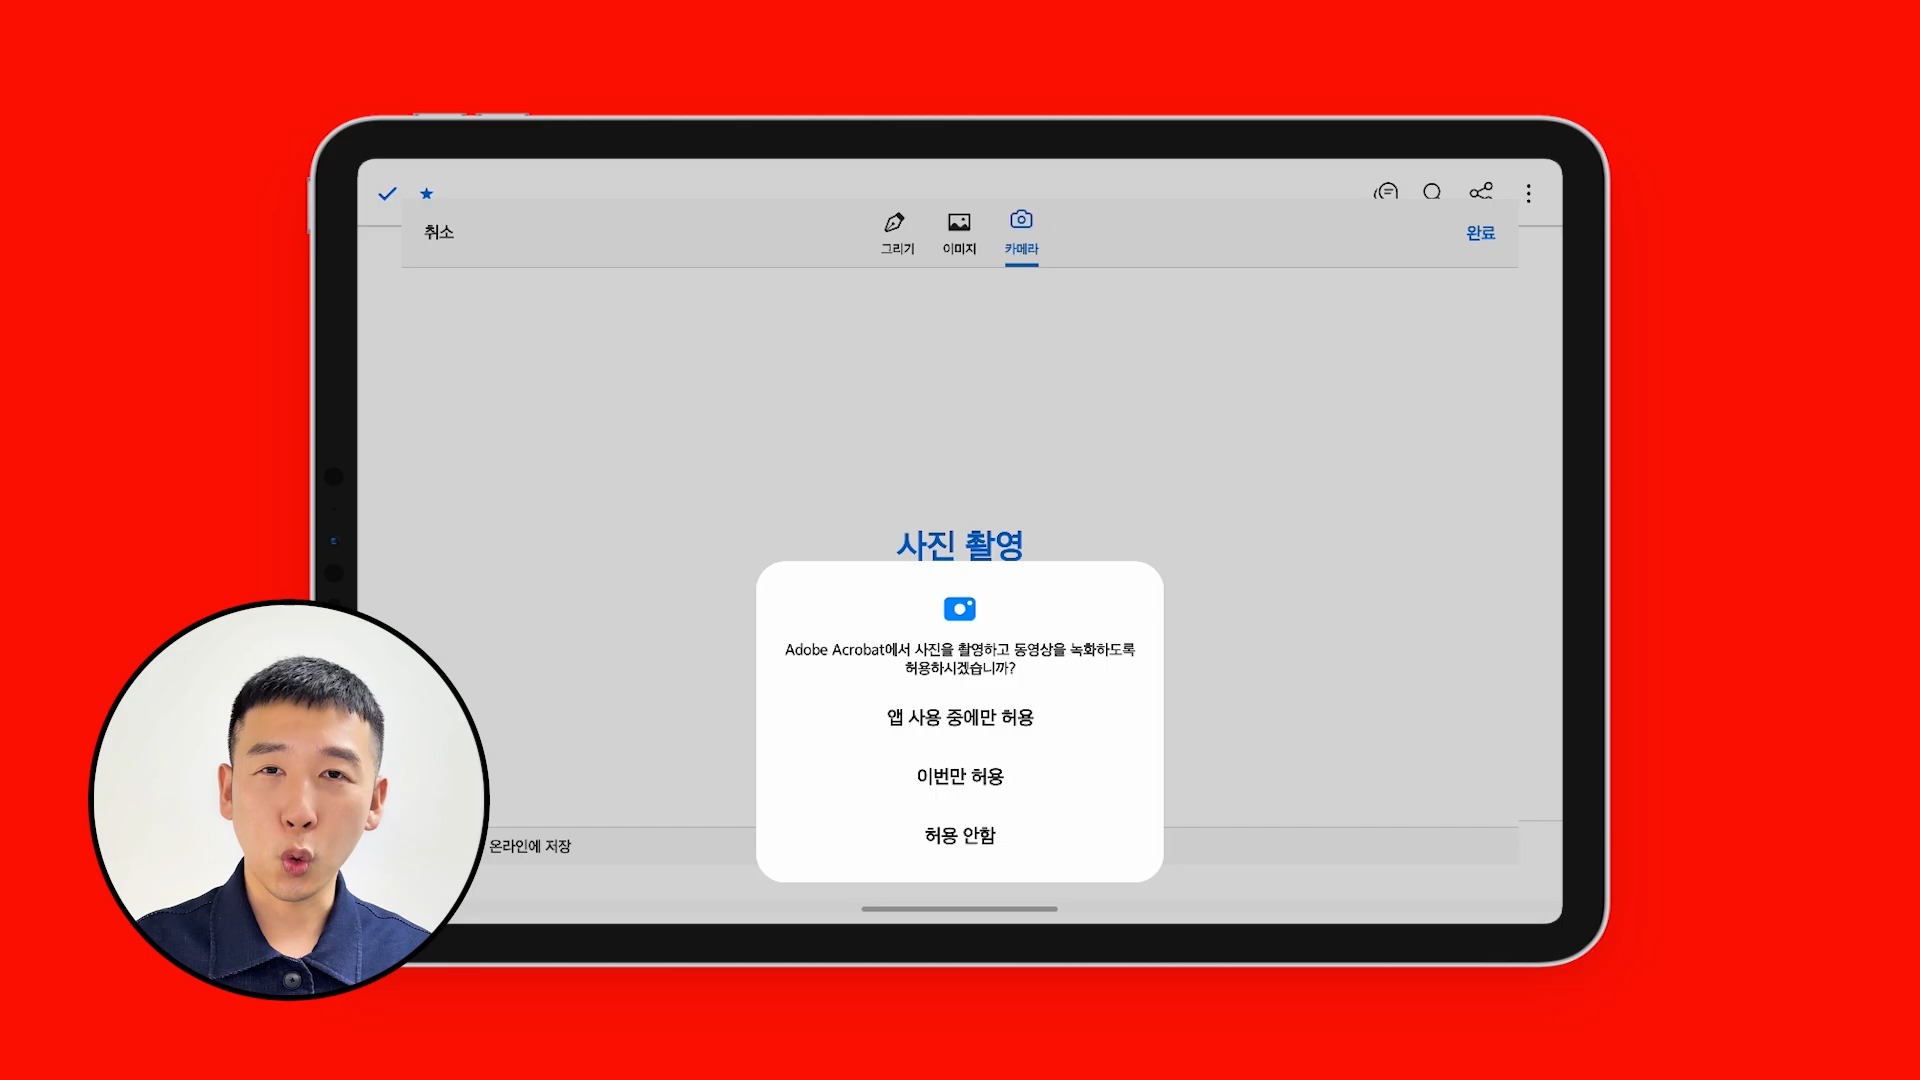 취소
그리기
이미지
카메라
완료
사진 촬영
Adobe Acrobat에서 사진을 촬영하고 동영상을 녹화하도록
허용하시겠습니까?
앱 사용 중에만 허용
이번만 허용
허용 안함
온라인에 저장